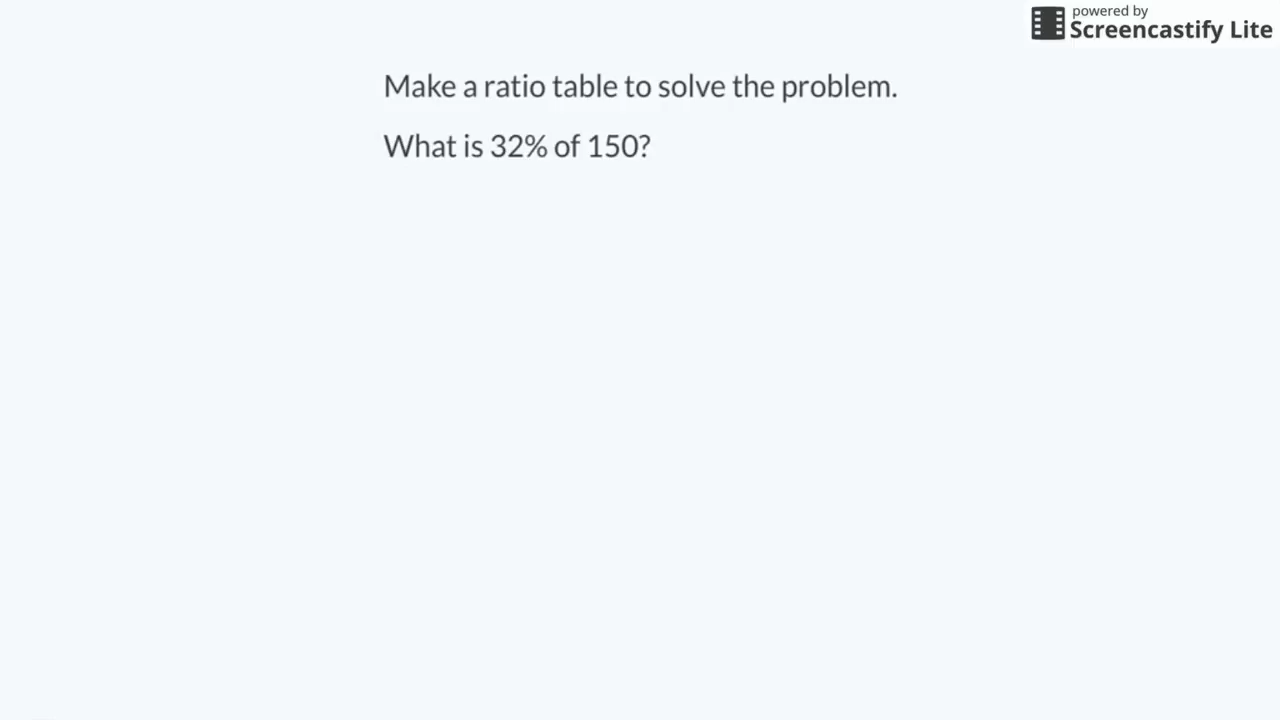 powered by
Screencastify Lite
Make a ratio table to solve the problem.
What is 32% of 150?